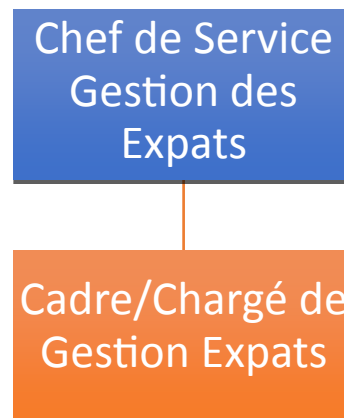 Chef de Service
Gestion des
Expats
Cadre/Chargé de
Gestion Expats